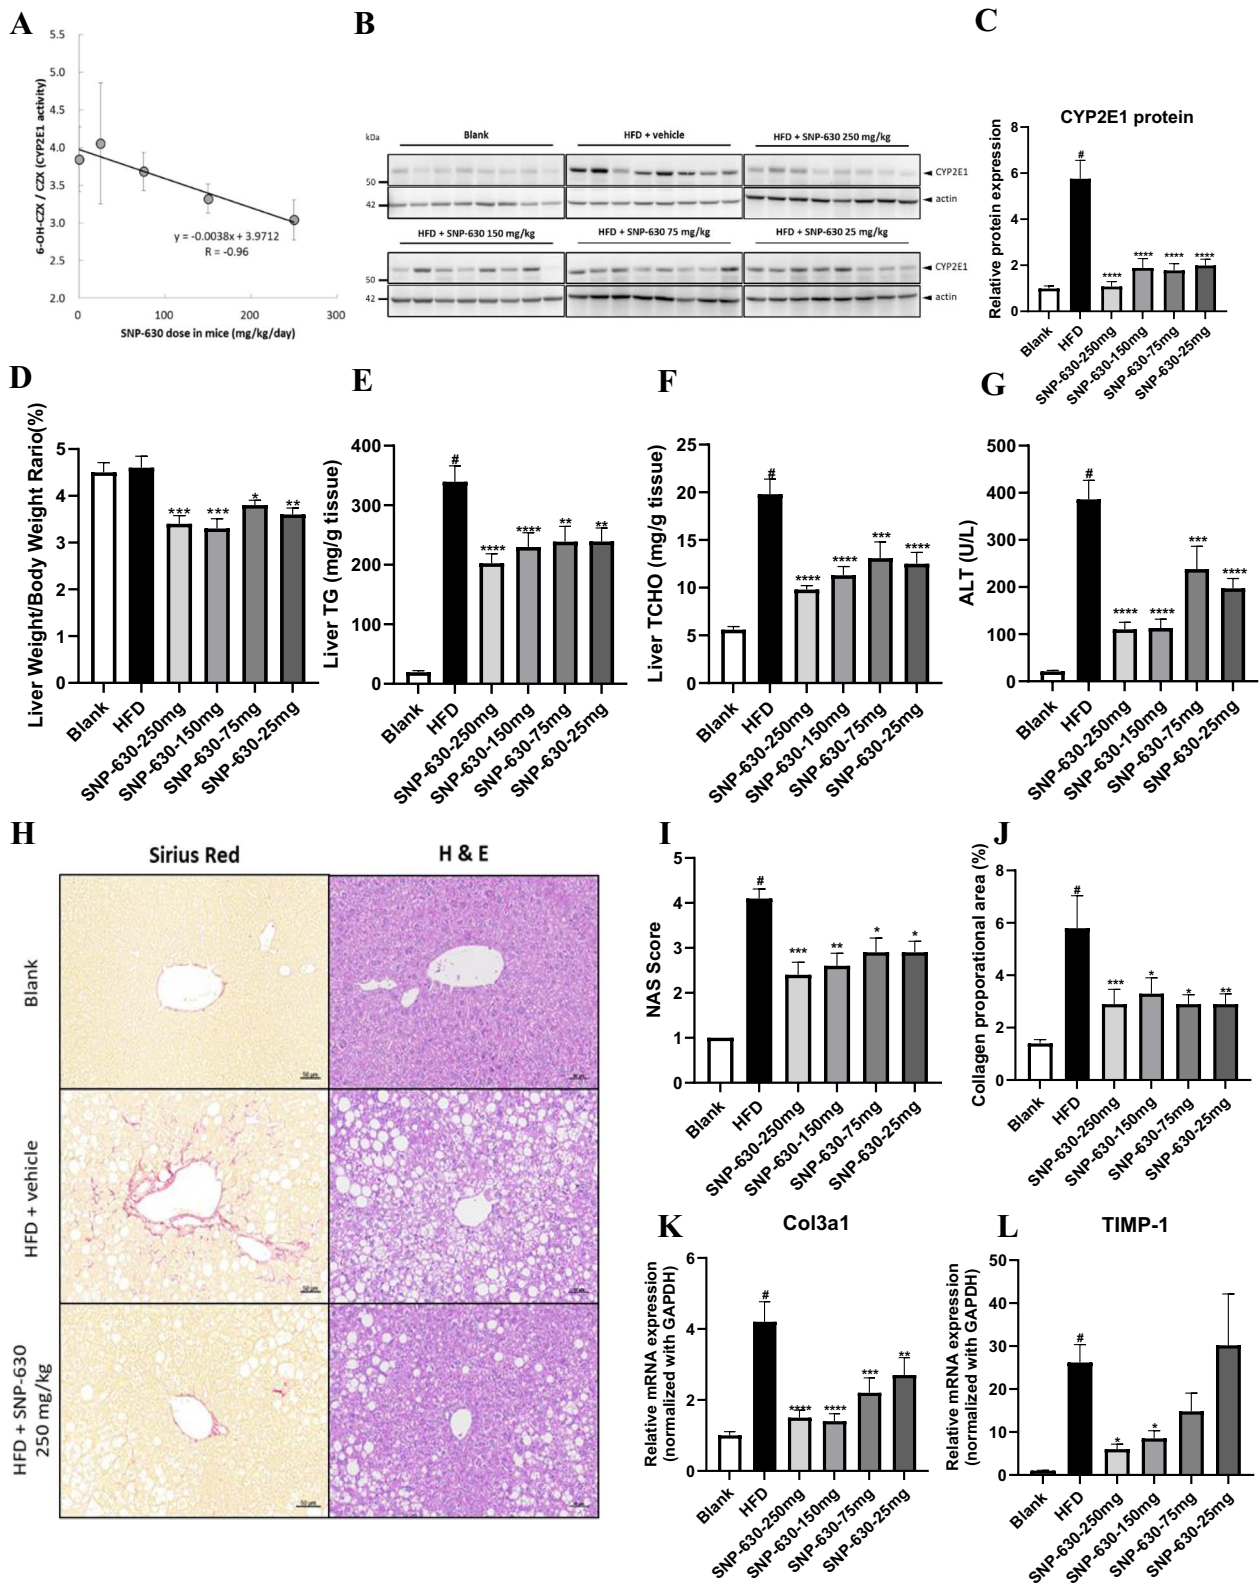 A
5.5
5.0
4.5
4.0
3.5
3.0
2.5
2.0
6-OH-CZX / CZX (CYP2E1 activity)
y = -0.0038x + 3.9712
R = -0.96
0 100 200 300
SNP-630 dose in mice (mg/kg/day)
B
kDa
Blank
HFD + vehicle
HFD + SNP-630 250 mg/kg
50
42
CYP2E1
actin
HFD + SNP-630 150 mg/kg
HFD + SNP-630 75 mg/kg
HFD + SNP-630 25 mg/kg
50
42
CYP2E1
actin
C
CYP2E1 protein
Relative protein expression
8
6
4
2
0
#
****
****
****
****
Blank
HFD
SNP-630-250mg
SNP-630-150mg
SNP-630-75mg
SNP-630-25mg
D
Liver Weight/Body Weight Rario(%)
5
4
3
2
1
0
***
***
*
**
Blank
HFD
SNP-630-250mg
SNP-630-150mg
SNP-630-75mg
SNP-630-25mg
E
Liver TG (mg/g tissue)
400
300
200
100
0
#
****
****
**
**
Blank
HFD
SNP-630-250mg
SNP-630-150mg
SNP-630-75mg
SNP-630-25mg
F
Liver TCHO (mg/g tissue)
25
20
15
10
5
0
#
****
****
***
****
Blank
HFD
SNP-630-250mg
SNP-630-150mg
SNP-630-75mg
SNP-630-25mg
G
ALT (U/L)
500
400
300
200
100
0
#
****
****
***
****
Blank
HFD
SNP-630-250mg
SNP-630-150mg
SNP-630-75mg
SNP-630-25mg
H
Sirius Red
H & E
Blank
50 µm
HFD + vehicle
50 µm
HFD + SNP-630
250 mg/kg
50 µm
I
NAS Score
5
4
3
2
1
0
#
***
**
*
*
Blank
HFD
SNP-630-250mg
SNP-630-150mg
SNP-630-75mg
SNP-630-25mg
J
Collagen proporational area (%)
8
6
4
2
0
#
***
*
*
**
Blank
HFD
SNP-630-250mg
SNP-630-150mg
SNP-630-75mg
SNP-630-25mg
K
Col3a1
Relative mRNA expression
(normalized with GAPDH)
6
4
2
0
#
****
****
***
**
Blank
HFD
SNP-630-250mg
SNP-630-150mg
SNP-630-75mg
SNP-630-25mg
L
TIMP-1
Relative mRNA expression
(normalized with GAPDH)
50
40
30
20
10
0
#
*
*
Blank
HFD
SNP-630-250mg
SNP-630-150mg
SNP-630-75mg
SNP-630-25mg